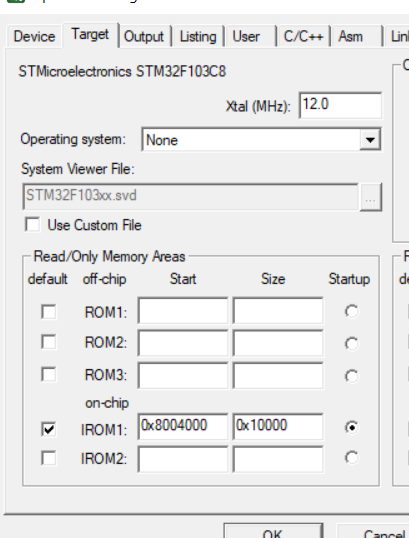 Device Target Output Listing User C/C++ Asm
STMicroelectronics STM32F103C8
Xtal (MHz): 12.0
Operating system: None
System Viewer File:
STM32F103xx.svd ...
Use Custom File
Read/Only Memory Areas
default off-chip Start Size Startup
ROM1:
ROM2:
ROM3:
on-chip
IROM1: 0x8004000 0x10000
IROM2:
OK Cancel